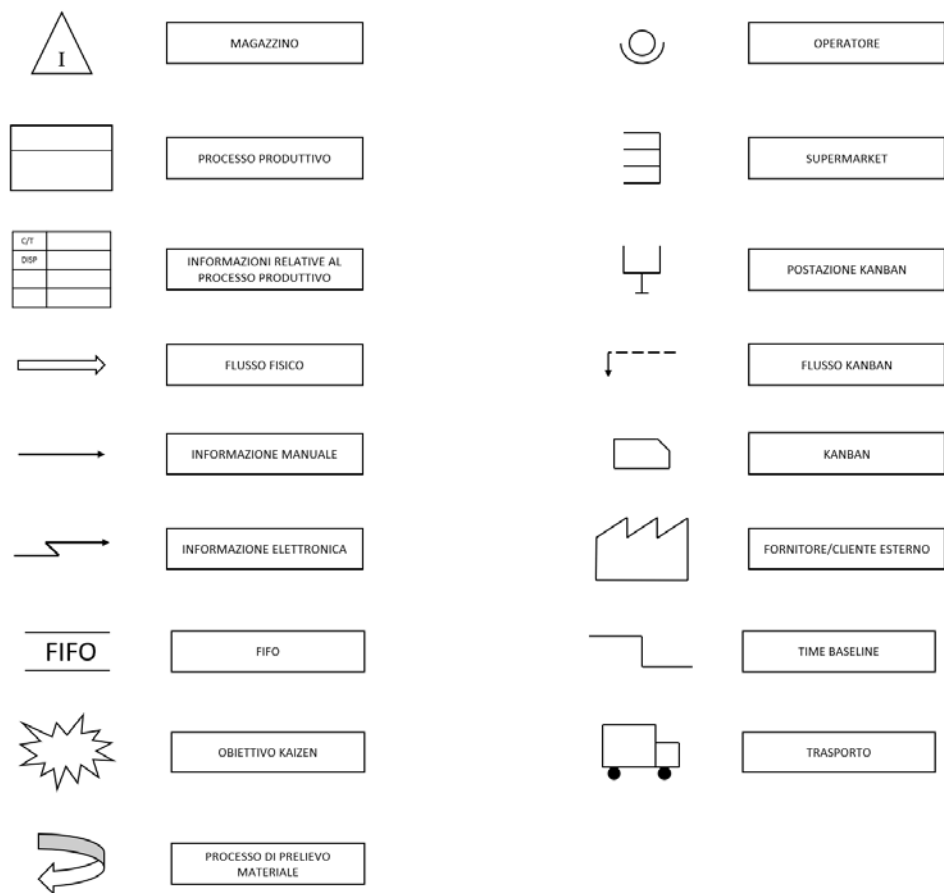 I
MAGAZZINO
OPERATORE
PROCESSO PRODUTTIVO
SUPERMARKET
C/T
DISP
INFORMAZIONI RELATIVE AL
PROCESSO PRODUTTIVO
POSTAZIONE KANBAN
FLUSSO FISICO
FLUSSO KANBAN
INFORMAZIONE MANUALE
KANBAN
INFORMAZIONE ELETTRONICA
FORNITORE/CLIENTE ESTERNO
FIFO
FIFO
TIME BASELINE
OBIETTIVO KAIZEN
TRASPORTO
PROCESSO DI PRELIEVO
MATERIALE